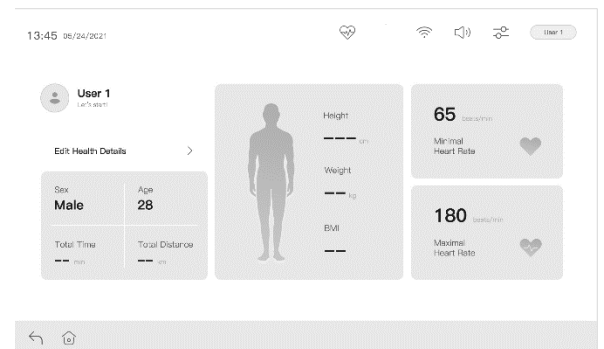 13:45 05/24/2021
User 1
User 1
Let's start!
Edit Health Details
Sex
Male
Age
28
Total Time
-- min
Total Distance
-- km
Height
--- cm
Weight
-- kg
BMI
--
65 beats/min
Minimal
Heart Rate
180 beats/min
Maximal
Heart Rate